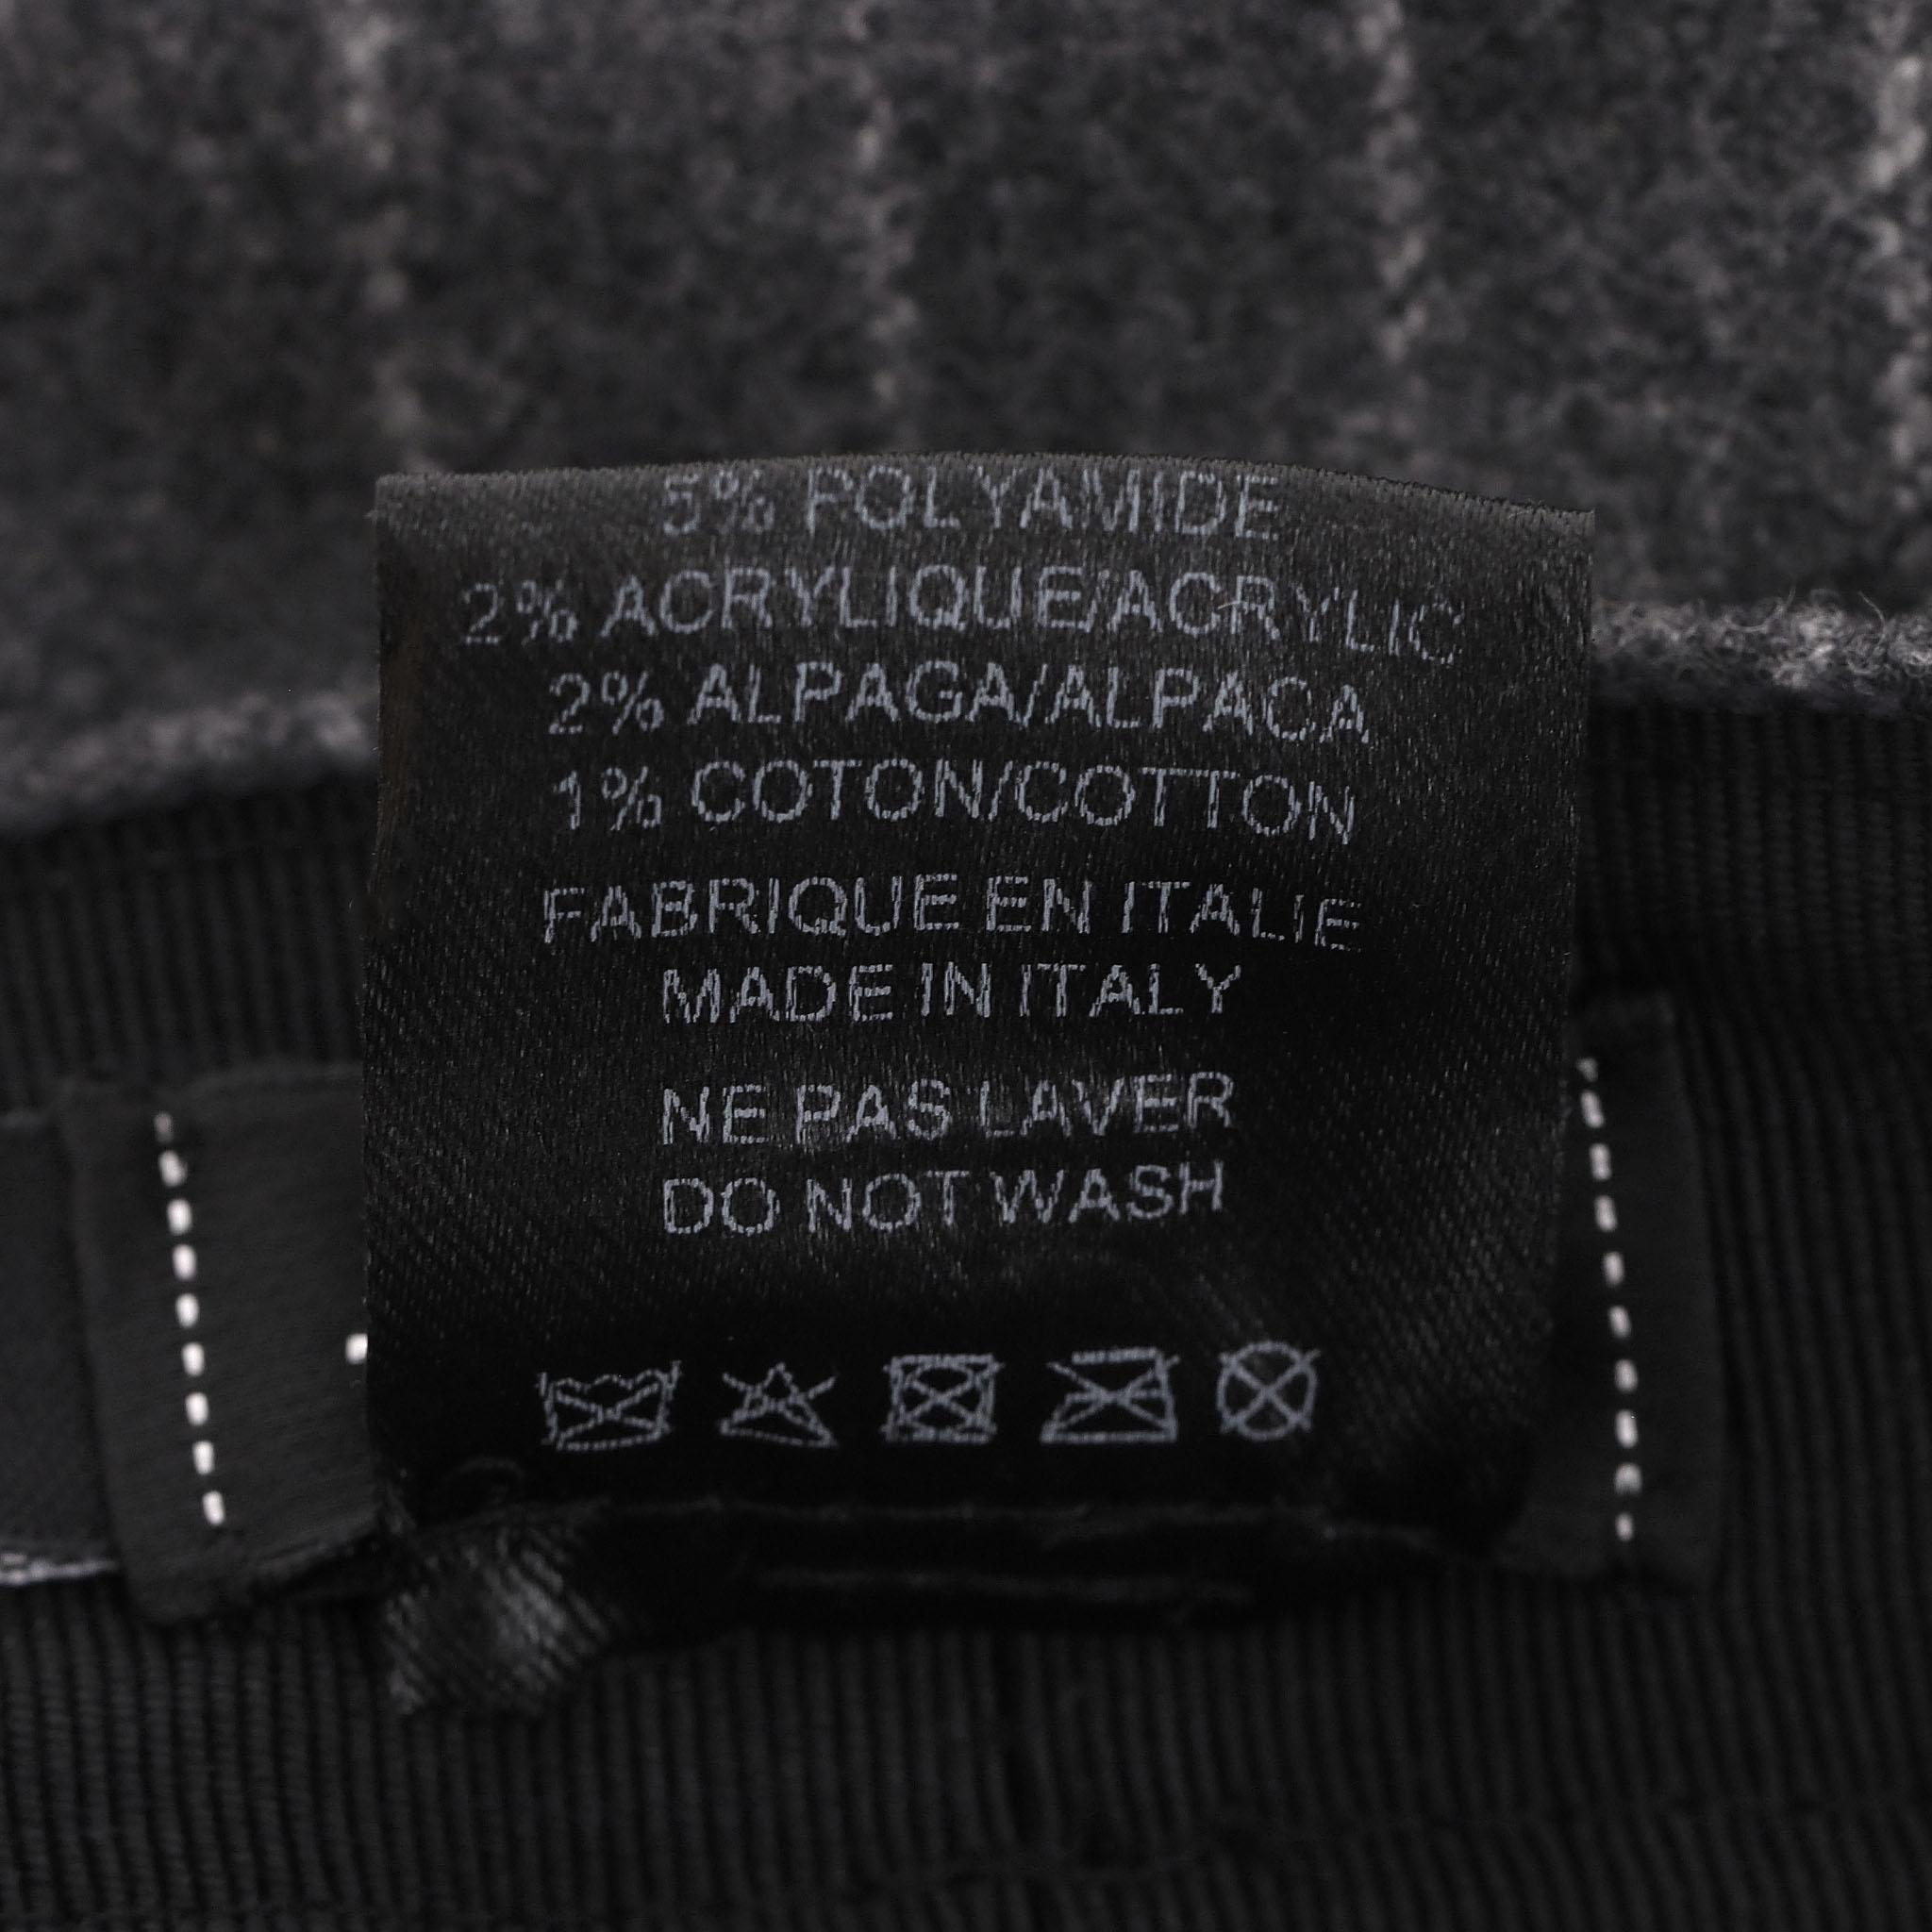 5% POLYAMIDE
2% ACRYLIQUE/ACRYLIC
2% ALPAGA/ALPACA
1% COTON/COTTON
FABRIQUE EN ITALIE
MADE IN ITALY
NE PAS LAVER
DO NOT WASH